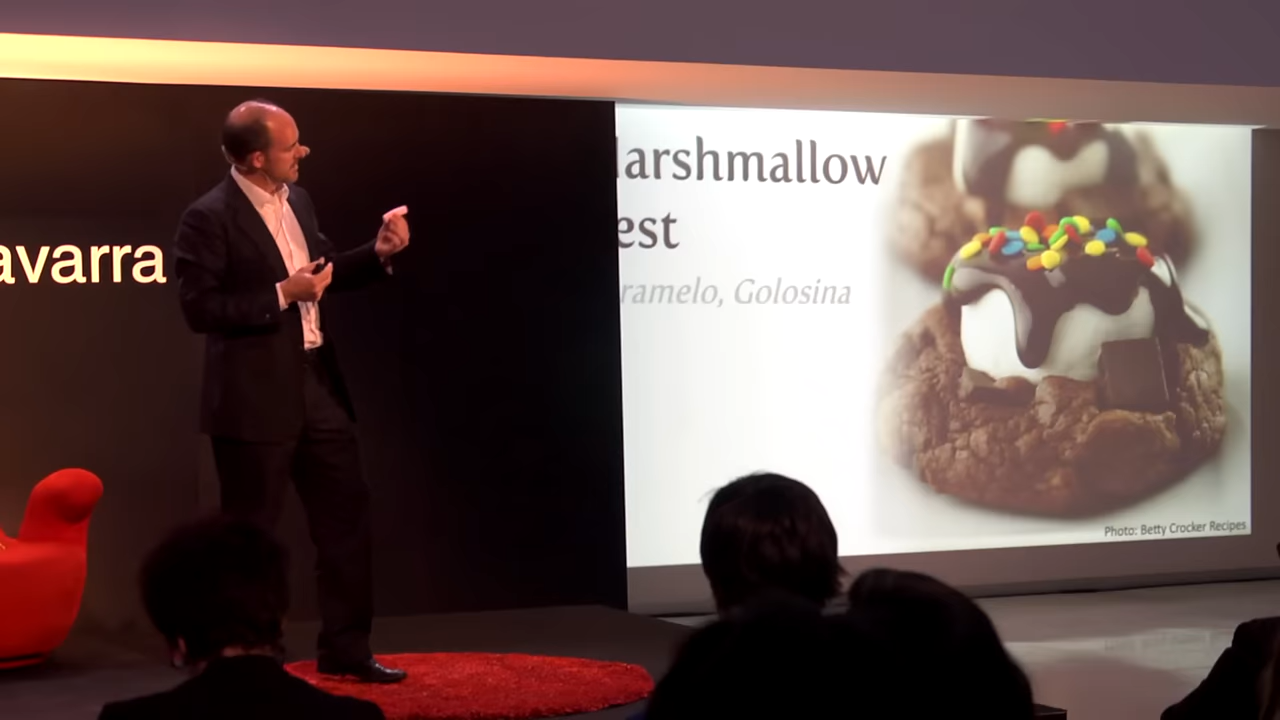 avarra
arshmallow
est
ramelo, Golosina
Photo: Betty Crocker Recipes